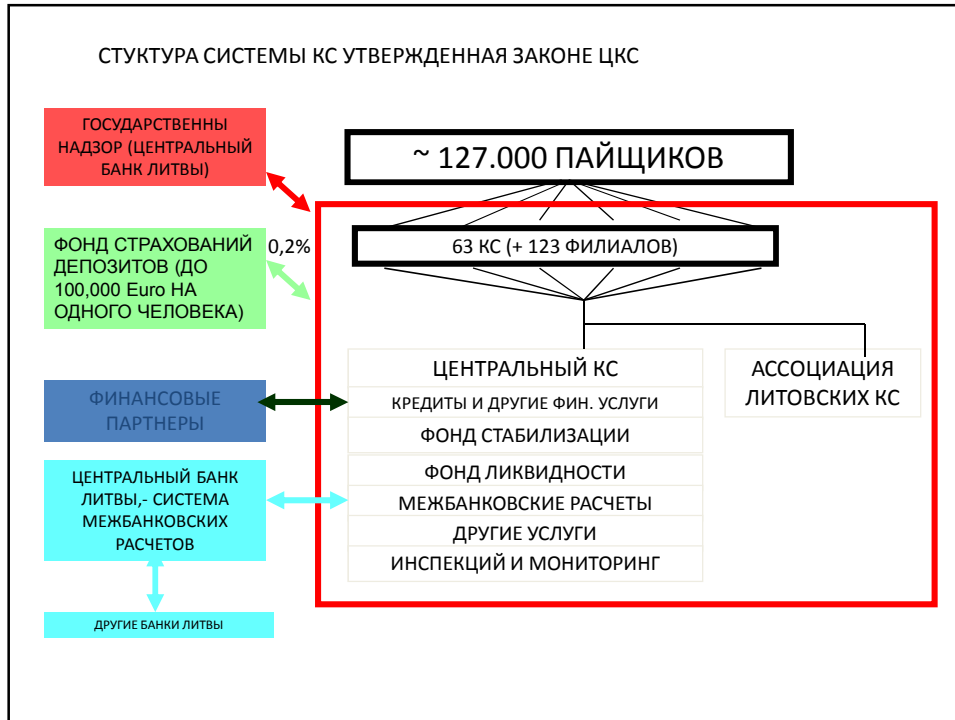 СТУКТУРА СИСТЕМЫ КС УТВЕРЖДЕННАЯ ЗАКОНЕ ЦКС
ГОСУДАРСТВЕННЫ
НАДЗОР (ЦЕНТРАЛЬНЫЙ
БАНК ЛИТВЫ)
~ 127.000 ПАЙЩИКОВ
ФОНД СТРАХОВАНИЙ
ДЕПОЗИТОВ (ДО
100,000 Euro НА
ОДНОГО ЧЕЛОВЕКА)
0,2%
63 КС (+ 123 ФИЛИАЛОВ)
ЦЕНТРАЛЬНЫЙ КС
КРЕДИТЫ И ДРУГИЕ ФИН. УСЛУГИ
ФОНД СТАБИЛИЗАЦИИ
ФОНД ЛИКВИДНОСТИ
МЕЖБАНКОВСКИЕ РАСЧЕТЫ
ДРУГИЕ УСЛУГИ
ИНСПЕКЦИЙ И МОНИТОРИНГ
АССОЦИАЦИЯ
ЛИТОВСКИХ КС
ФИНАНСОВЫЕ
ПАРТНЕРЫ
ЦЕНТРАЛЬНЫЙ БАНК
ЛИТВЫ,- СИСТЕМА
МЕЖБАНКОВСКИХ
РАСЧЕТОВ
ДРУГИЕ БАНКИ ЛИТВЫ